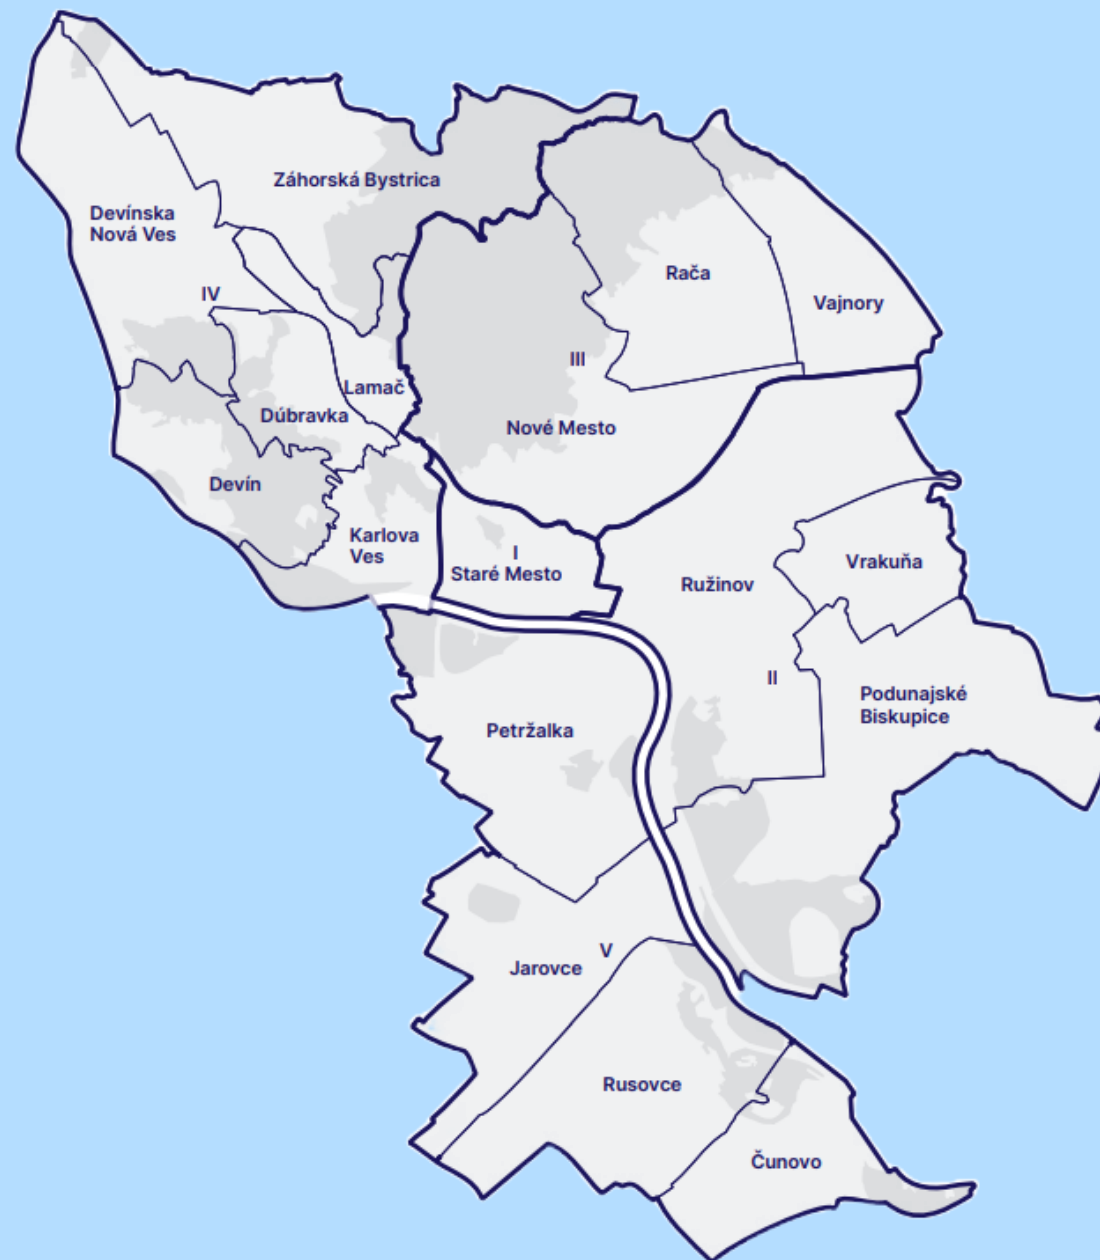 Záhorská Bystrica
Devínska
Nová Ves
Rača
IV
Vajnory
III
Lamač
Dúbravka
Nové Mesto
Devín
Karlova
Ves
I
Staré Mesto
Vrakuňa
Ružinov
II
Podunajské
Biskupice
Petržalka
V
Jarovce
Rusovce
Čunovo